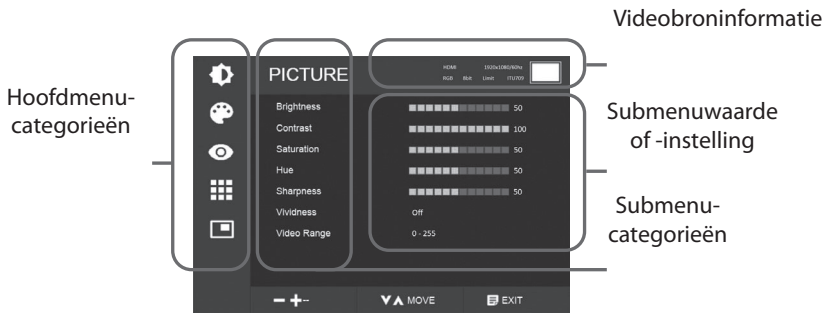 Videobroninformatie
Hoofdmenu-
categorieën
PICTURE
HDMI 1920x1080/60hz
RGB 8bit Limit ITU709
Brightness 50
Contrast 100
Saturation 50
Hue 50
Sharpness 50
Vividness Off
Video Range 0 - 255
Submenuwaarde
of -instelling
Submenu-
categorieën
MOVE
EXIT